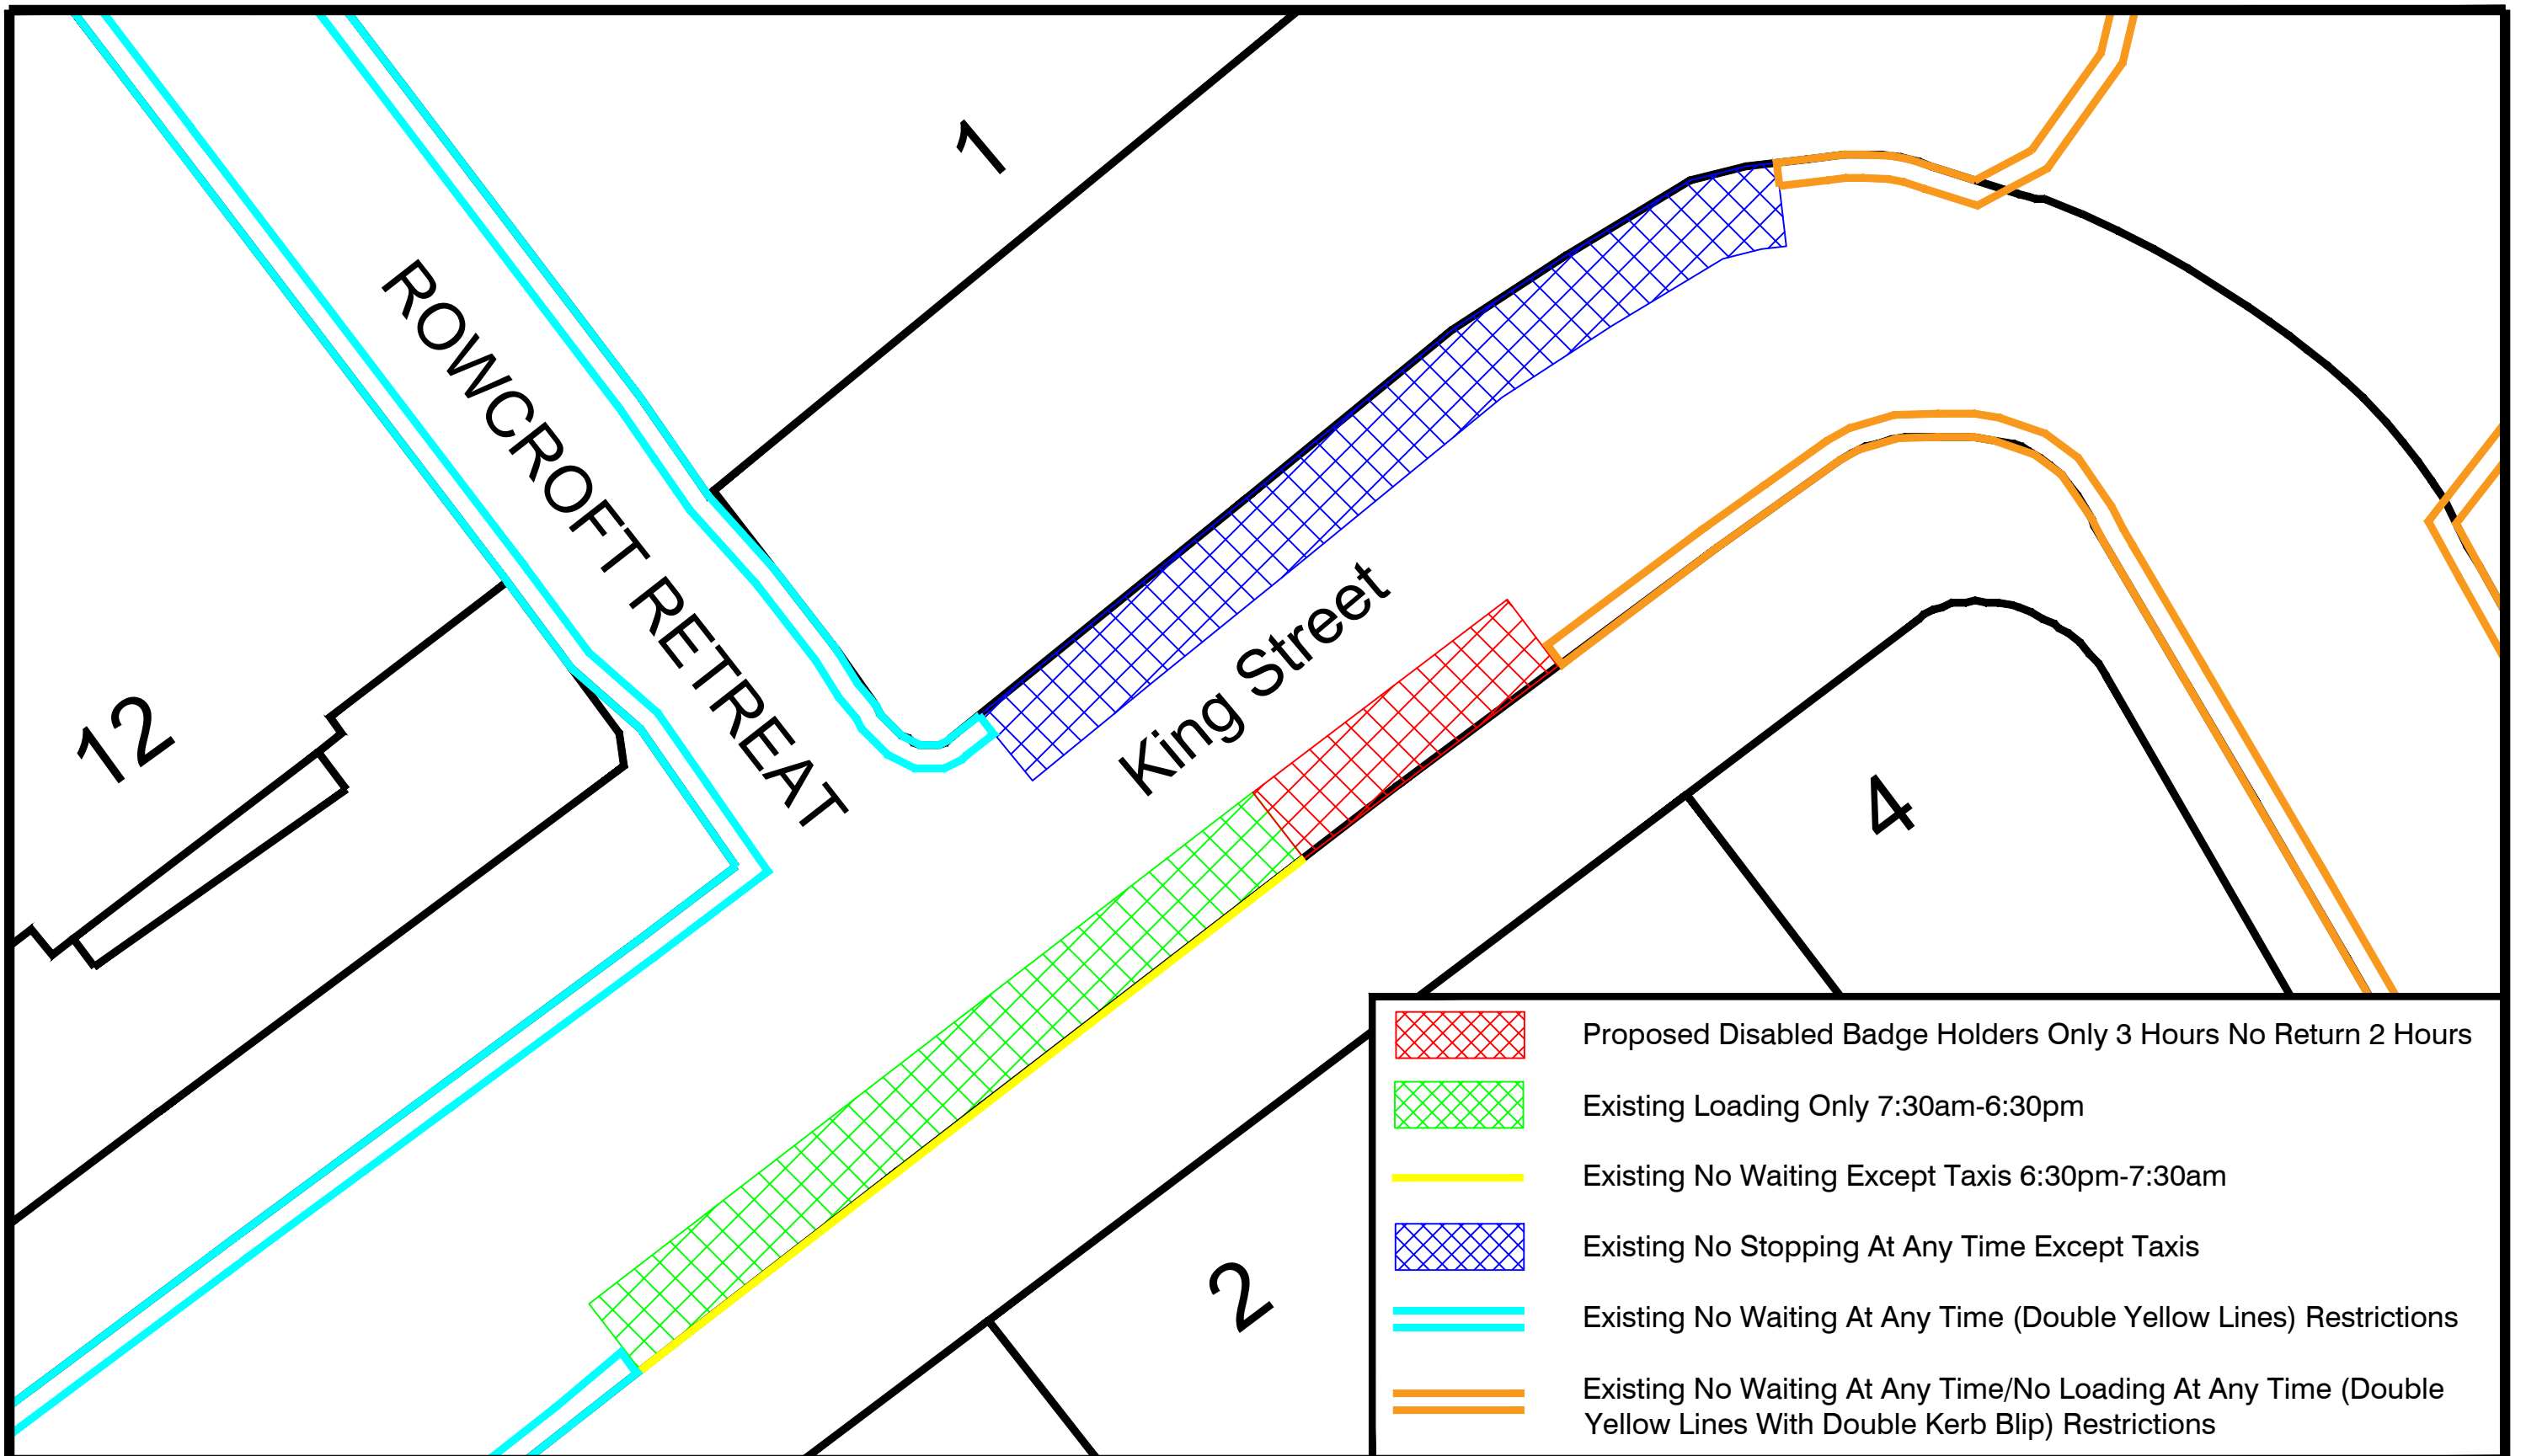 1
ROWCROFT RETREAT
King Street
12
4
2
Proposed Disabled Badge Holders Only 3 Hours No Return 2 Hours
Existing Loading Only 7:30am-6:30pm
Existing No Waiting Except Taxis 6:30pm-7:30am
Existing No Stopping At Any Time Except Taxis
Existing No Waiting At Any Time (Double Yellow Lines) Restrictions
Existing No Waiting At Any Time/No Loading At Any Time (Double
Yellow Lines With Double Kerb Blip) Restrictions